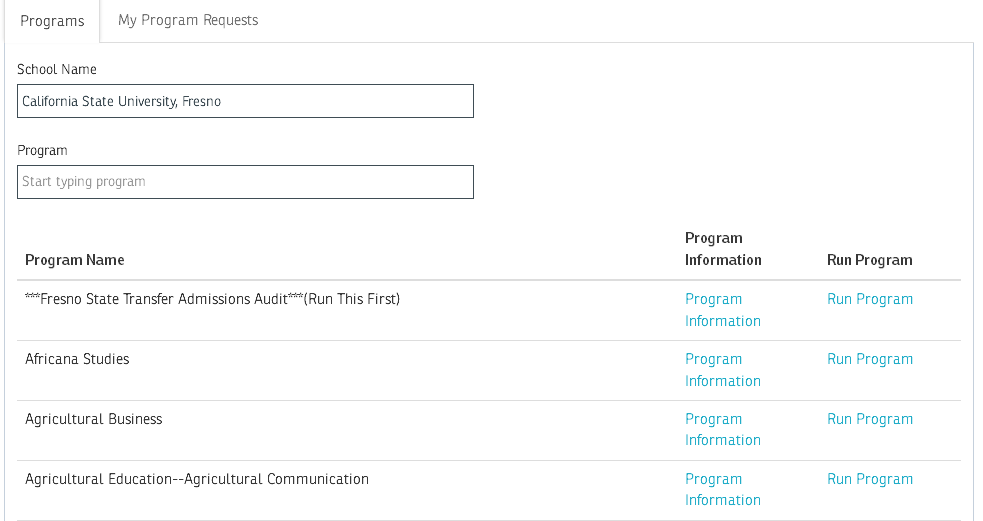 Programs My Program Requests
School Name
California State University, Fresno
Program
Start typing program
Program
Program Name Information Run Program
***Fresno State Transfer Admissions Audit***(Run This First) Program Run Program
Information
Africana Studies Program Run Program
Information
Agricultural Business Program Run Program
Information
Agricultural Education--Agricultural Communication Program Run Program
Information